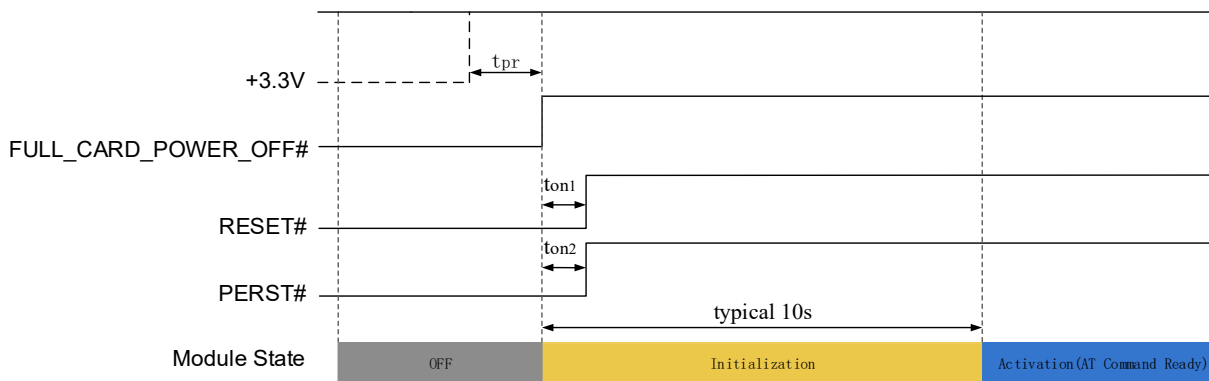 tpr
+3.3V
FULL_CARD_POWER_OFF#
ton1
RESET#
ton2
PERST#
typical 10s
Module State OFF Initialization Activation(AT Command Ready)